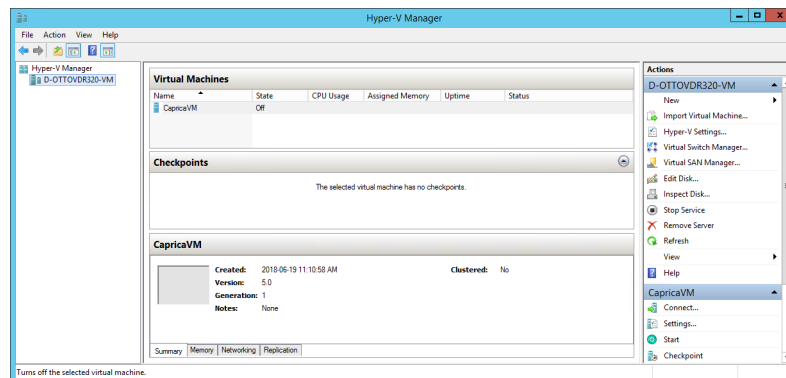 Hyper-V Manager
File Action View Help
Hyper-V Manager
D-OTTOVDR320-VM
Virtual Machines
Name State CPU Usage Assigned Memory Uptime Status
CapricaVM Off
Checkpoints
The selected virtual machine has no checkpoints.
CapricaVM
Created: 2018-06-19 11:10:58 AM Clustered: No
Version: 5.0
Generation: 1
Notes: None
Summary Memory Networking Replication
Actions
D-OTTOVDR320-VM
New
Import Virtual Machine...
Hyper-V Settings...
Virtual Switch Manager...
Virtual SAN Manager...
Edit Disk...
Inspect Disk...
Stop Service
Remove Server
Refresh
View
Help
CapricaVM
Connect...
Settings...
Start
Checkpoint
Turns off the selected virtual machine.